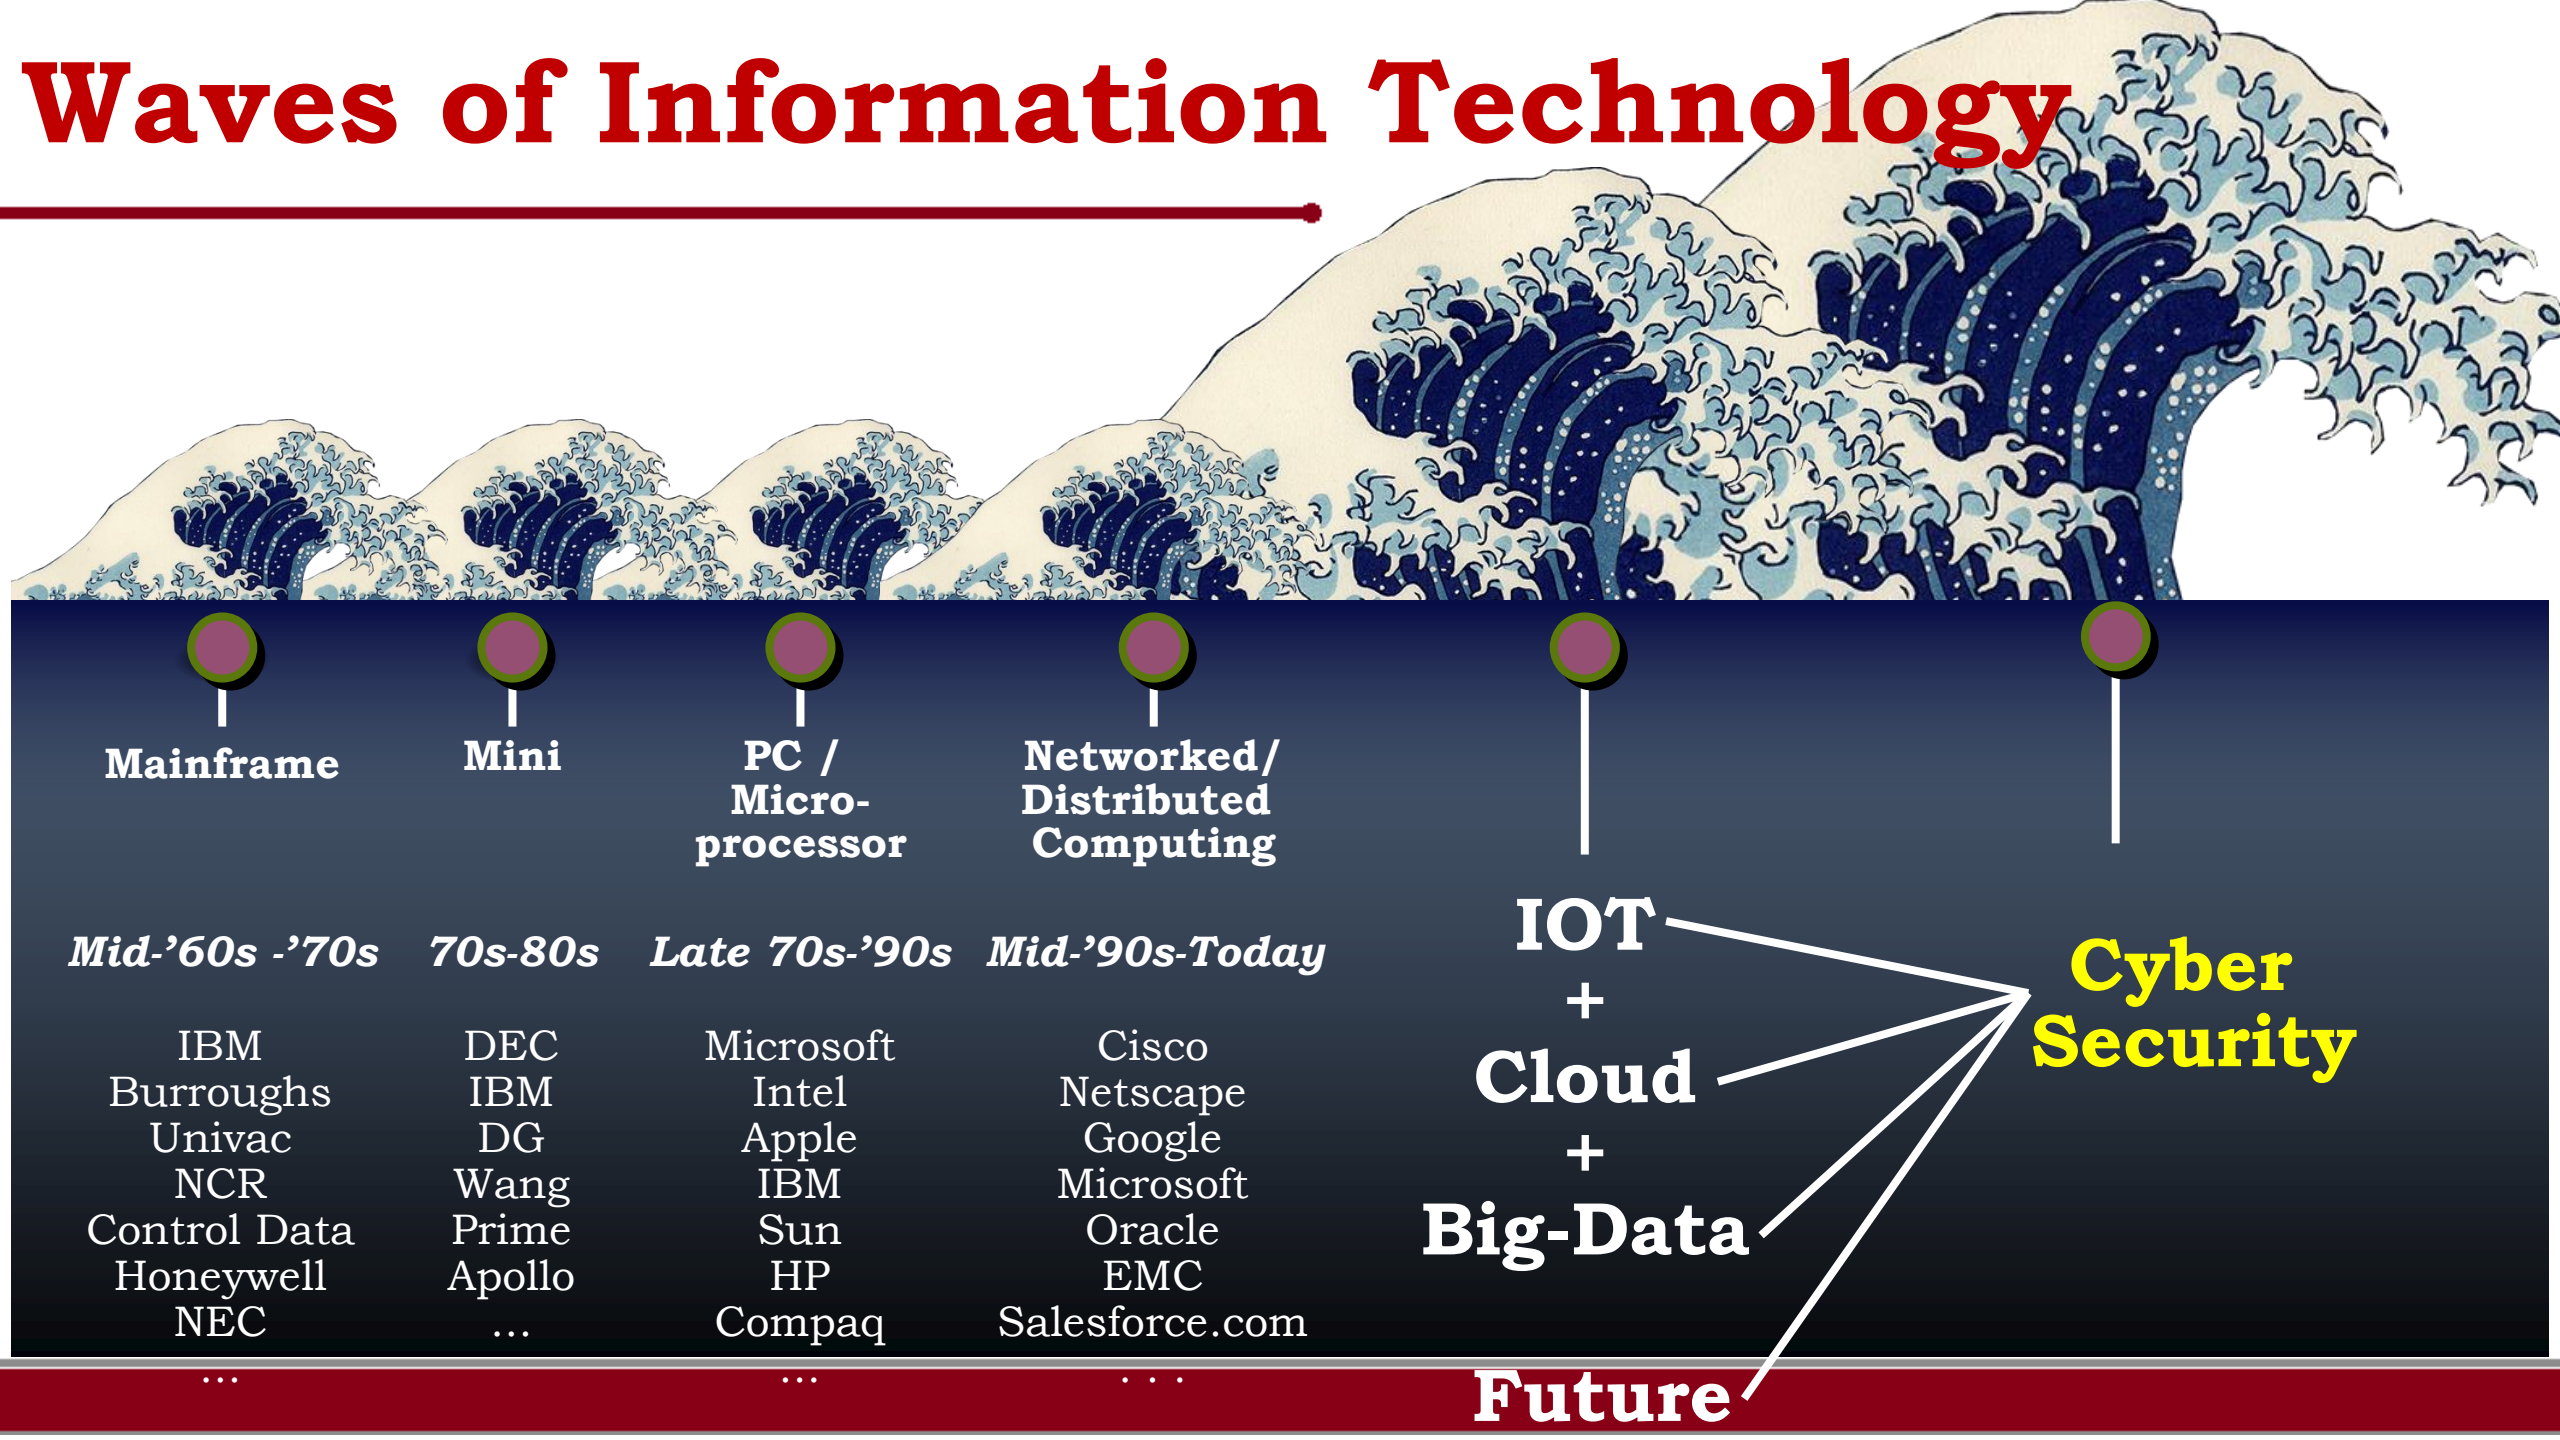 Waves of Information Technology
Mainframe
Mid-’60s -’70s
IBM
Burroughs
Univac
NCR
Control Data
Honeywell
NEC
...
Mini
70s-80s
DEC
IBM
DG
Wang
Prime
Apollo
...
PC /
Micro-
processor
Late 70s-’90s
Microsoft
Intel
Apple
IBM
Sun
HP
Compaq
...
Networked/
Distributed
Computing
Mid-’90s-Today
Cisco
Netscape
Google
Microsoft
Oracle
EMC
Salesforce.com
. . .
IOT
+
Cloud
+
Big-Data
Future
Cyber
Security